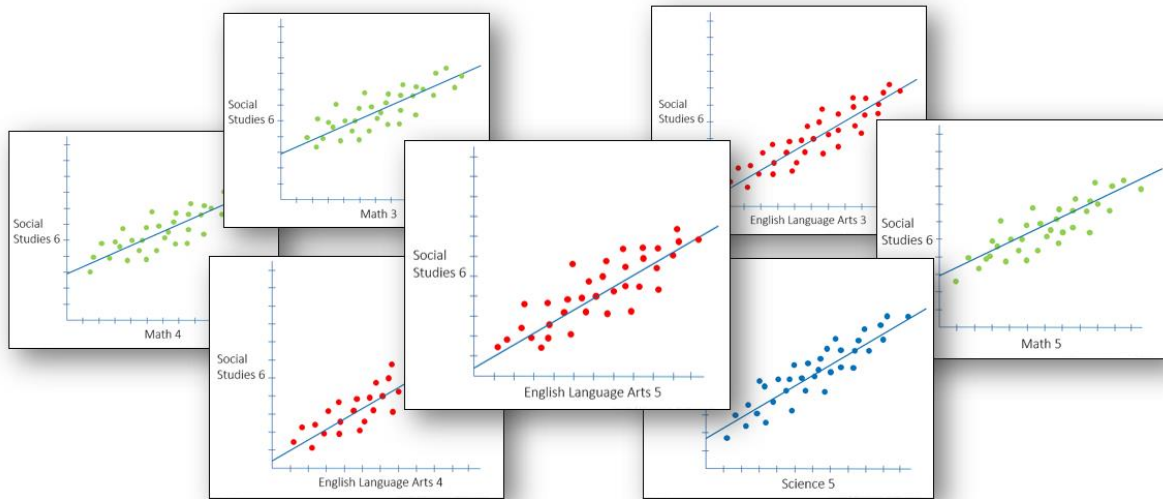 Social
Studies 6
Math 3
Social
Studies 6
English Language Arts 3
Social
Studies 6
Math 4
Social
Studies 6
English Language Arts 5
Social
Studies 6
Math 5
Social
Studies 6
English Language Arts 4
Science 5